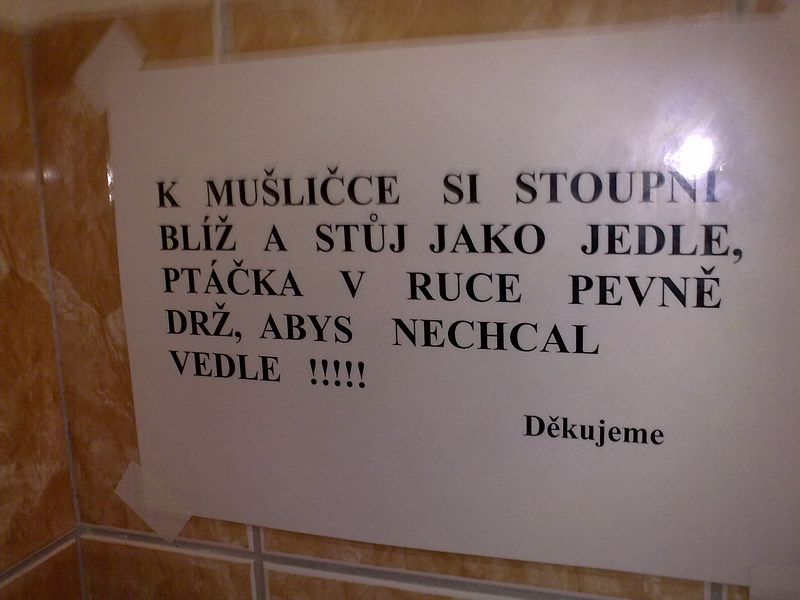 K MUŠLIČCE SI STOUPNI
BLÍŽ A STŮJ JAKO JEDLE,
PTÁČKA V RUCE PEVNĚ
DRŽ, ABYS NECHCAL
VEDLE !!!!!
Děkujeme